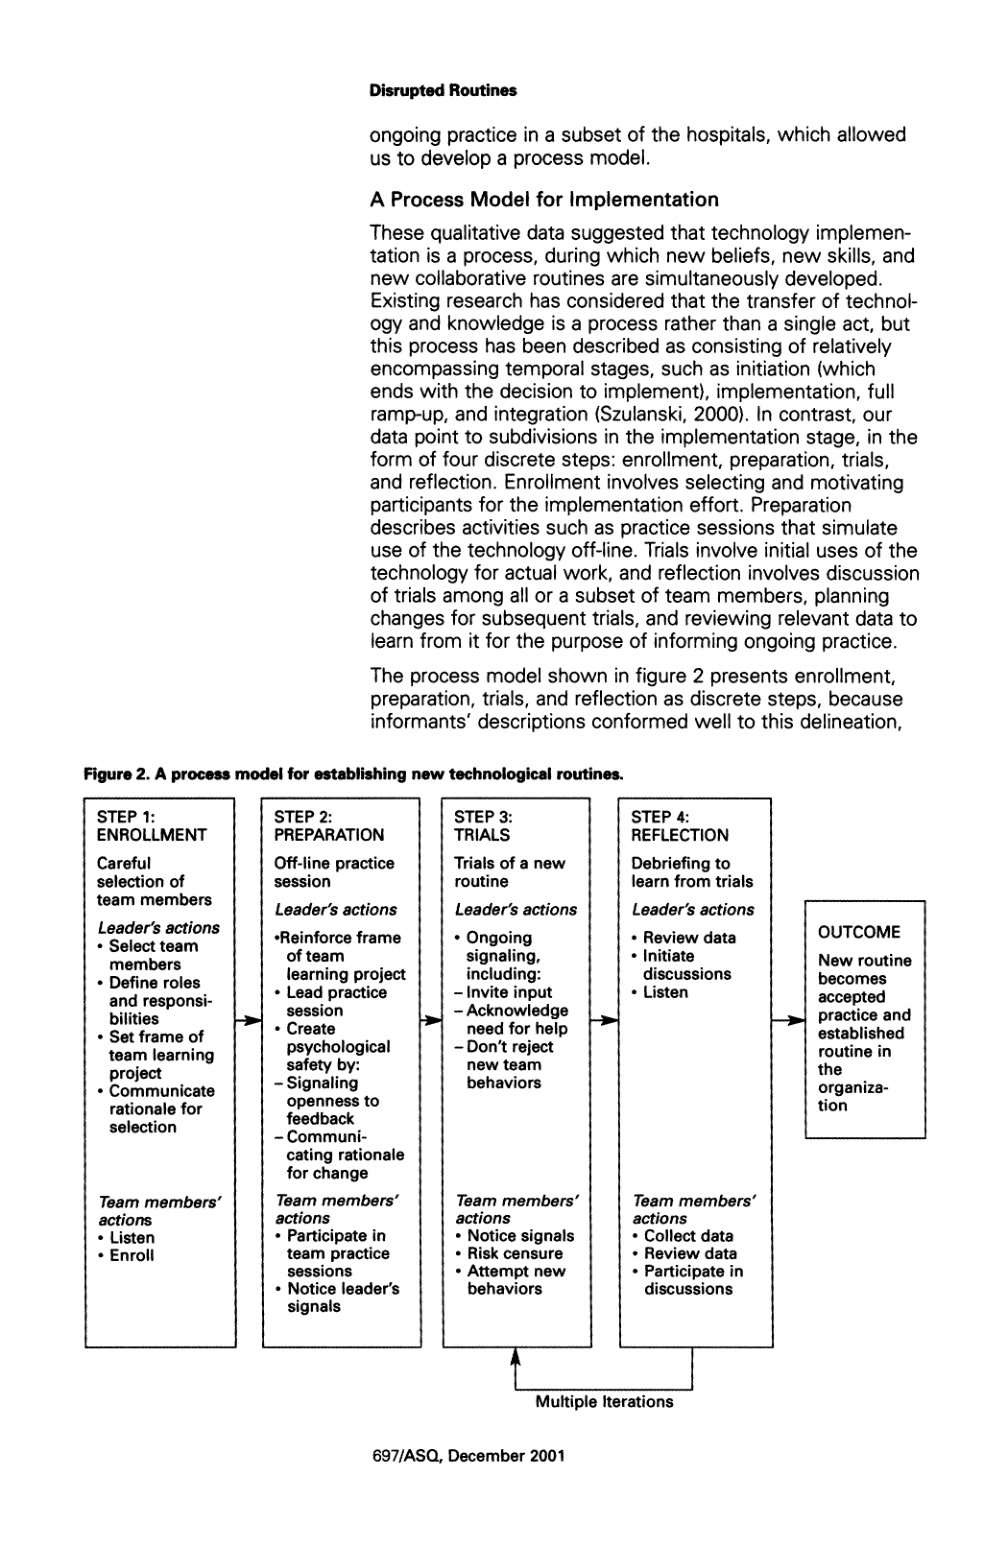 Disrupted Routines
ongoing practice in a subset of the hospitals, which allowed
us to develop a process model.
A Process Model for Implementation
These qualitative data suggested that technology implemen-
tation is a process, during which new beliefs, new skills, and
new collaborative routines are simultaneously developed.
Existing research has considered that the transfer of technol-
ogy and knowledge is a process rather than a single act, but
this process has been described as consisting of relatively
encompassing temporal stages, such as initiation (which
ends with the decision to implement), implementation, full
ramp-up, and integration (Szulanski, 2000). In contrast, our
data point to subdivisions in the implementation stage, in the
form of four discrete steps: enrollment, preparation, trials,
and reflection. Enrollment involves selecting and motivating
participants for the implementation effort. Preparation
describes activities such as practice sessions that simulate
use of the technology off-line. Trials involve initial uses of the
technology for actual work, and reflection involves discussion
of trials among all or a subset of team members, planning
changes for subsequent trials, and reviewing relevant data to
learn from it for the purpose of informing ongoing practice.
The process model shown in figure 2 presents enrollment,
preparation, trials, and reflection as discrete steps, because
informants' descriptions conformed well to this delineation,
Figure 2. A process model for establishing new technological routines.
STEP 1:
ENROLLMENT
Careful
selection of
team members
Leader's actions
• Select team
members
• Define roles
and responsi-
bilities
• Set frame of
team learning
project
• Communicate
rationale for
selection
Team members'
actions
• Listen
• Enroll
STEP 2:
PREPARATION
Off-line practice
session
Leader's actions
•Reinforce frame
of team
learning project
• Lead practice
session
• Create
psychological
safety by:
– Signaling
openness to
feedback
– Communi-
cating rationale
for change
Team members'
actions
• Participate in
team practice
sessions
• Notice leader's
signals
STEP 3:
TRIALS
Trials of a new
routine
Leader's actions
• Ongoing
signaling,
including:
– Invite input
– Acknowledge
need for help
– Don't reject
new team
behaviors
Team members'
actions
• Notice signals
• Risk censure
• Attempt new
behaviors
STEP 4:
REFLECTION
Debriefing to
learn from trials
Leader's actions
• Review data
• Initiate
discussions
• Listen
Team members'
actions
• Collect data
• Review data
• Participate in
discussions
OUTCOME
New routine
becomes
accepted
practice and
established
routine in
the
organiza-
tion
Multiple Iterations
697/ASQ, December 2001